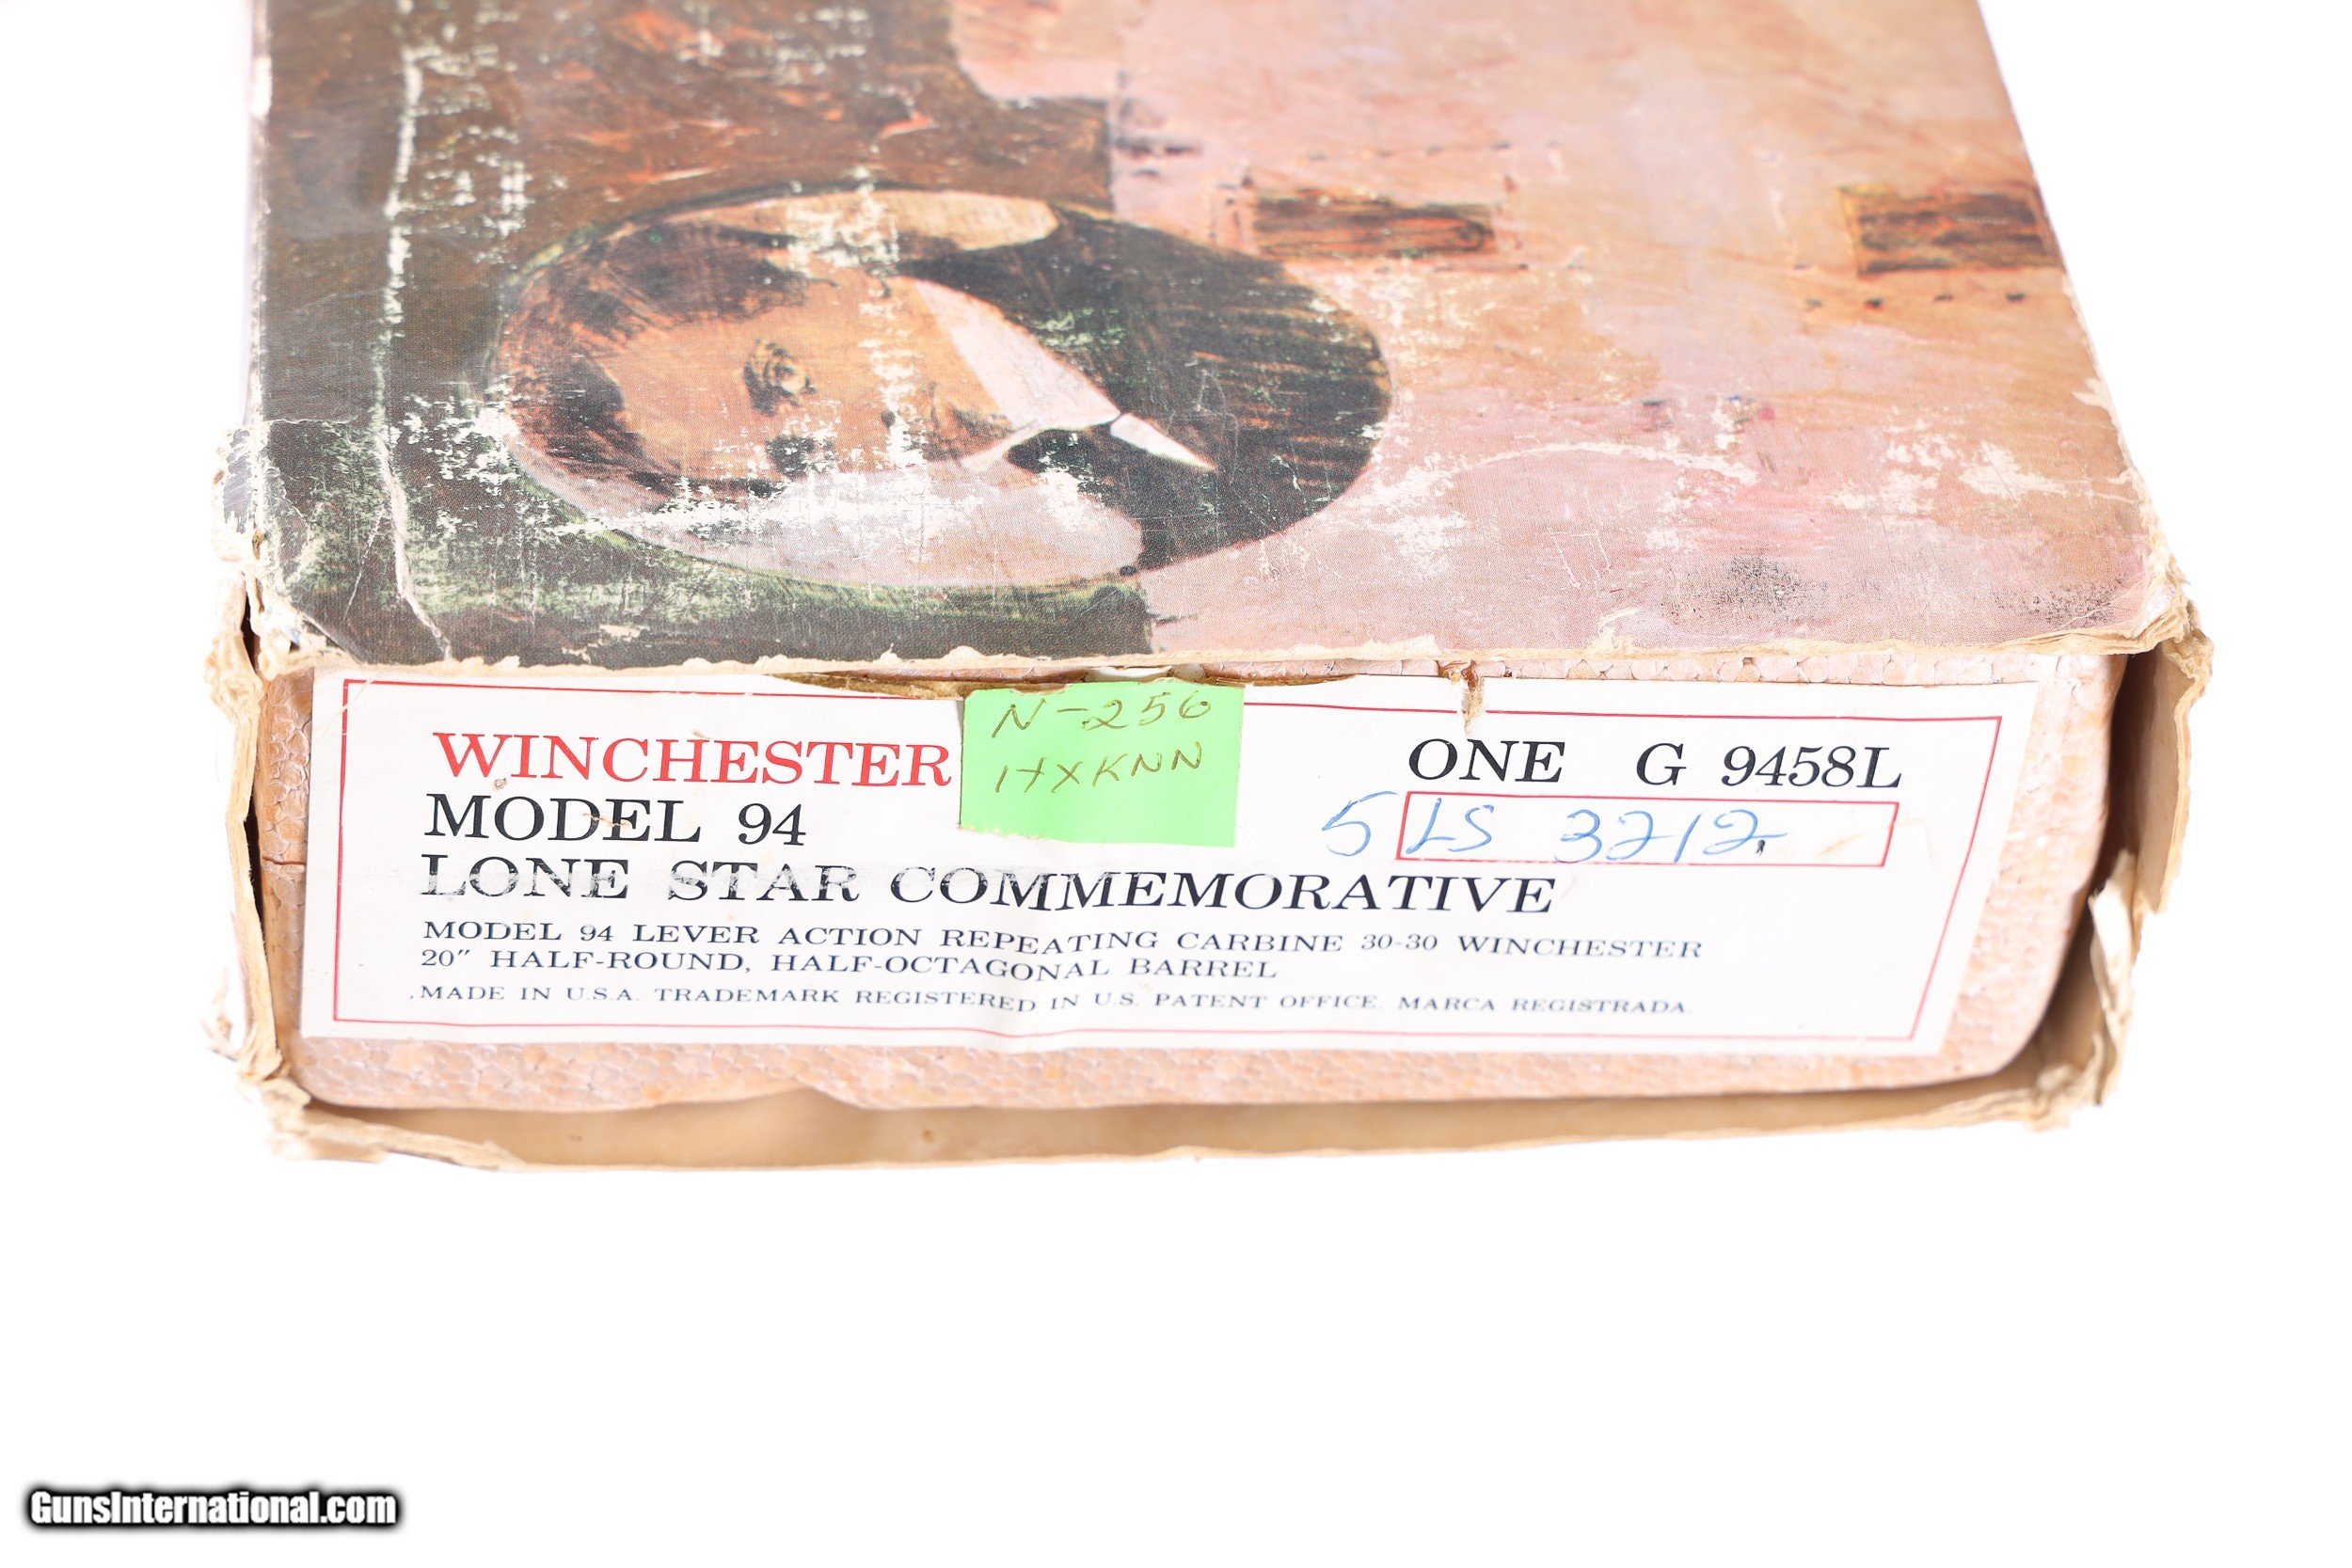 WINCHESTER
MODEL 94
LONE STAR COMMEMORATIVE
N-256
HXKNN
ONE G 9458L
5 LS 3212
MODEL 94 LEVER ACTION REPEATING CARBINE 30-30 WINCHESTER
20" HALF-ROUND, HALF-OCTAGONAL BARREL
.MADE IN U.S.A. TRADEMARK REGISTERED IN U.S. PATENT OFFICE. MARCA REGISTRADA
GunsInternational.com